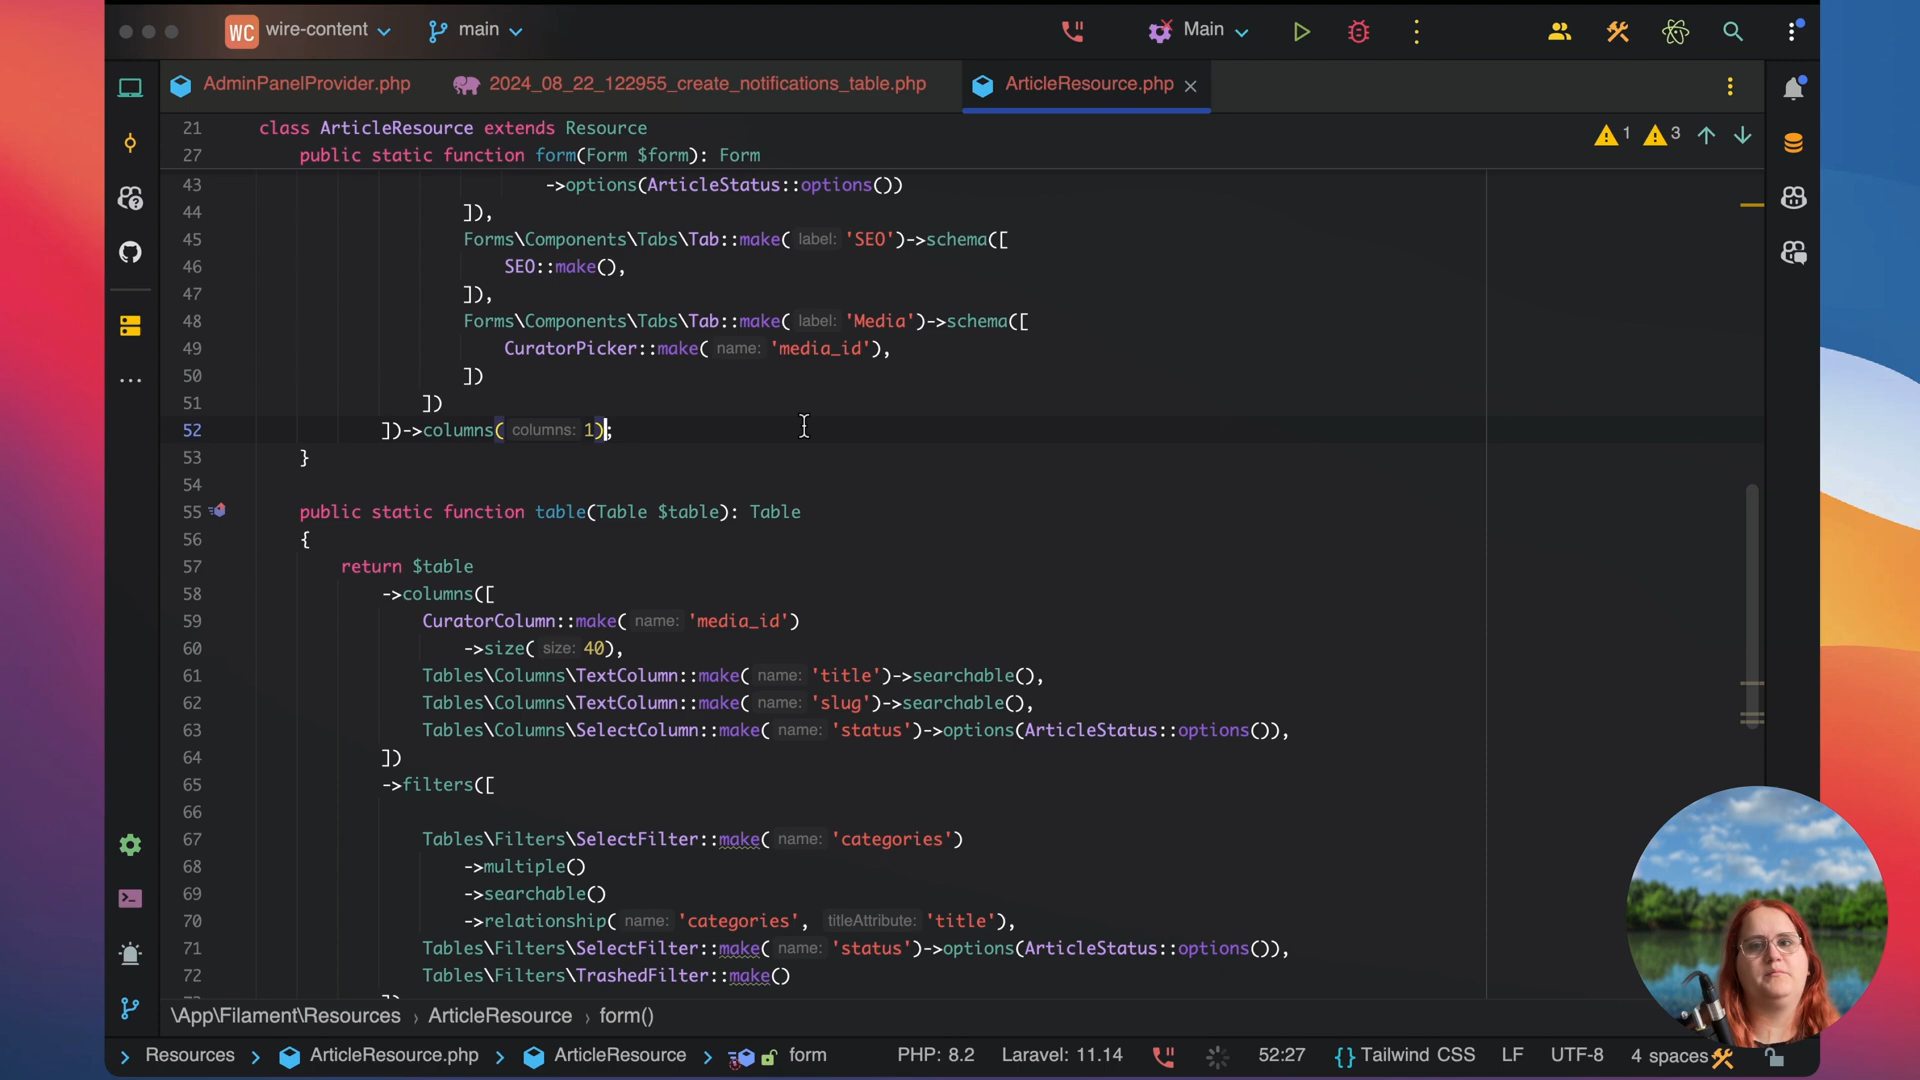 WC wire-content main Main
AdminPanelProvider.php 2024_08_22_122955_create_notifications_table.php ArticleResource.php
21 class ArticleResource extends Resource
27 public static function form(Form $form): Form
1 3
43 ->options(ArticleStatus::options())
44 ]),
45 Forms\Components\Tabs\Tab::make( label: 'SEO')->schema([
46 SEO::make(),
47 ]),
48 Forms\Components\Tabs\Tab::make( label: 'Media')->schema([
49 CuratorPicker::make( name: 'media_id'),
50 ])
51 ])
52 ])->columns( columns: 1);
53 }
54
55 public static function table(Table $table): Table
56 {
57 return $table
58 ->columns([
59 CuratorColumn::make( name: 'media_id')
60 ->size( size: 40),
61 Tables\Columns\TextColumn::make( name: 'title')->searchable(),
62 Tables\Columns\TextColumn::make( name: 'slug')->searchable(),
63 Tables\Columns\SelectColumn::make( name: 'status')->options(ArticleStatus::options()),
64 ])
65 ->filters([
66
67 Tables\Filters\SelectFilter::make( name: 'categories')
68 ->multiple()
69 ->searchable()
70 ->relationship( name: 'categories', titleAttribute: 'title'),
71 Tables\Filters\SelectFilter::make( name: 'status')->options(ArticleStatus::options()),
72 Tables\Filters\TrashedFilter::make()
\App\Filament\Resources › ArticleResource › form()
Resources ArticleResource.php ArticleResource form PHP: 8.2 Laravel: 11.14 52:27 {} Tailwind CSS LF UTF-8 4 spaces